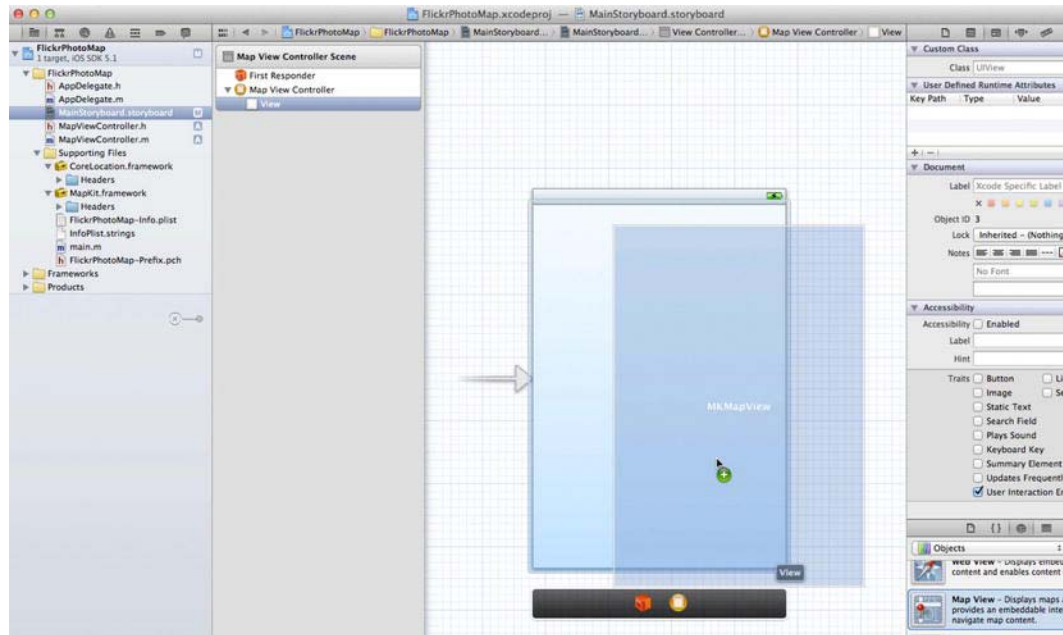 FlickrPhotoMap.xcodeproj — MainStoryboard.storyboard
FlickrPhotoMap
FlickrPhotoMap
MainStoryboard...
MainStoryboard...
View Controller...
Map View Controller
View
FlickrPhotoMap
1 target, iOS SDK 5.1
FlickrPhotoMap
AppDelegate.h
AppDelegate.m
MainStoryboard.storyboard
MapViewController.h
MapViewController.m
Supporting Files
CoreLocation.framework
Headers
MapKit.framework
Headers
FlickrPhotoMap-Info.plist
InfoPlist.strings
main.m
FlickrPhotoMap-Prefix.pch
Frameworks
Products
Map View Controller Scene
First Responder
Map View Controller
View
MKMapView
View
Custom Class
Class UIView
User Defined Runtime Attributes
Key Path Type Value
Document
Label Xcode Specific Label
Object ID 3
Lock Inherited - (Nothing
Notes
No Font
Accessibility
Accessibility Enabled
Label
Hint
Traits Button
Image
Static Text
Search Field
Plays Sound
Keyboard Key
Summary Element
Updates Frequentl
User Interaction En
Objects
Web View - Displays embed
content and enables content
Map View - Displays maps
provides an embeddable inte
navigate map content.